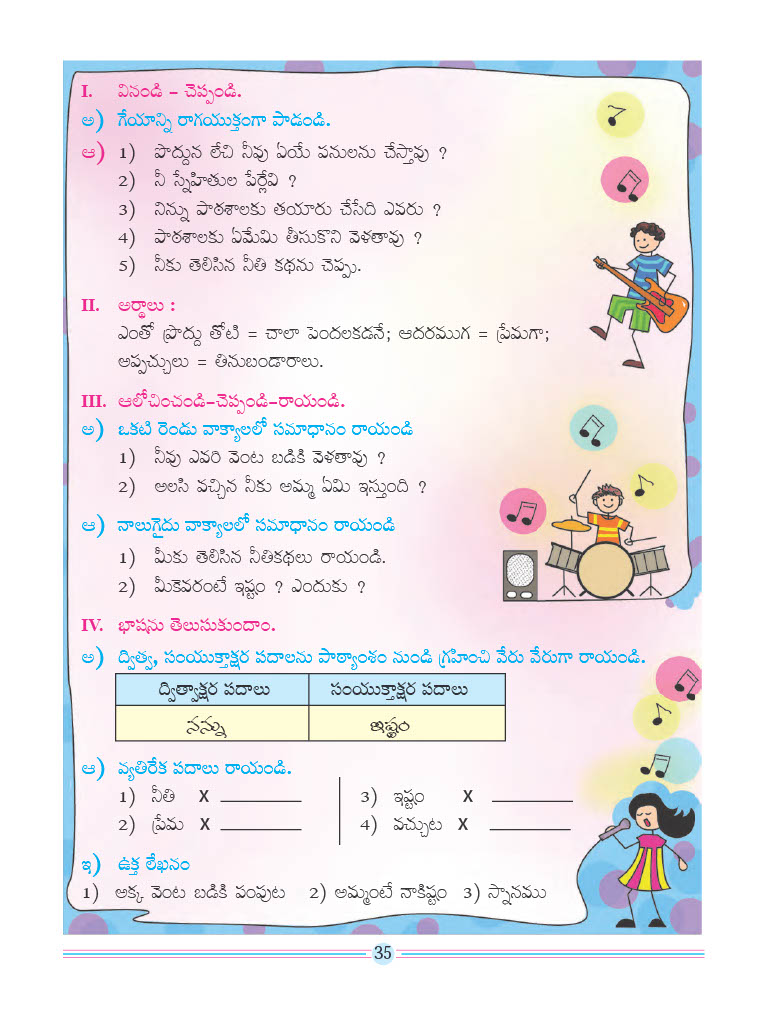 I. వినండి – చెప్పండి.
అ) గేయాన్ని రాగయుక్తంగా పాడండి.
ఆ) 1) పొద్దున లేచి నీవు ఏయే పనులను చేస్తావు ?
2) నీ స్నేహితుల పేర్లేవి ?
3) నిన్ను పాఠశాలకు తయారు చేసేది ఎవరు ?
4) పాఠశాలకు ఏమేమి తీసుకొని వెళతావు ?
5) నీకు తెలిసిన నీతి కథను చెప్పు.
II. అర్థాలు :
ఎంతో ప్రొద్దు తోటి = చాలా పెందలకడనే; ఆదరముగ = ప్రేమగా;
అప్పచ్చులు = తినుబండారాలు.
III. ఆలోచించండి–చెప్పండి–రాయండి.
అ) ఒకటి రెండు వాక్యాలలో సమాధానం రాయండి
1) నీవు ఎవరి వెంట బడికి వెళతావు ?
2) అలసి వచ్చిన నీకు అమ్మ ఏమి ఇస్తుంది ?
ఆ) నాలుగైదు వాక్యాలలో సమాధానం రాయండి
1) మీకు తెలిసిన నీతికథలు రాయండి.
2) మీకెవరంటే ఇష్టం ? ఎందుకు ?
IV. భాషను తెలుసుకుందాం.
అ) ద్విత్వ, సంయుక్తాక్షర పదాలను పాఠ్యాంశం నుండి గ్రహించి వేరు వేరుగా రాయండి.
ద్విత్వాక్షర పదాలు సంయుక్తాక్షర పదాలు
నన్ను ఇష్టం
ఆ) వ్యతిరేక పదాలు రాయండి.
1) నీతి X ________ 3) ఇష్టం X ________
2) ప్రేమ X ________ 4) వచ్చుట X ________
ఇ) ఉక్త లేఖనం
1) అక్క వెంట బడికి పంపుట 2) అమ్మంటే నాకిష్టం 3) స్నానము
35